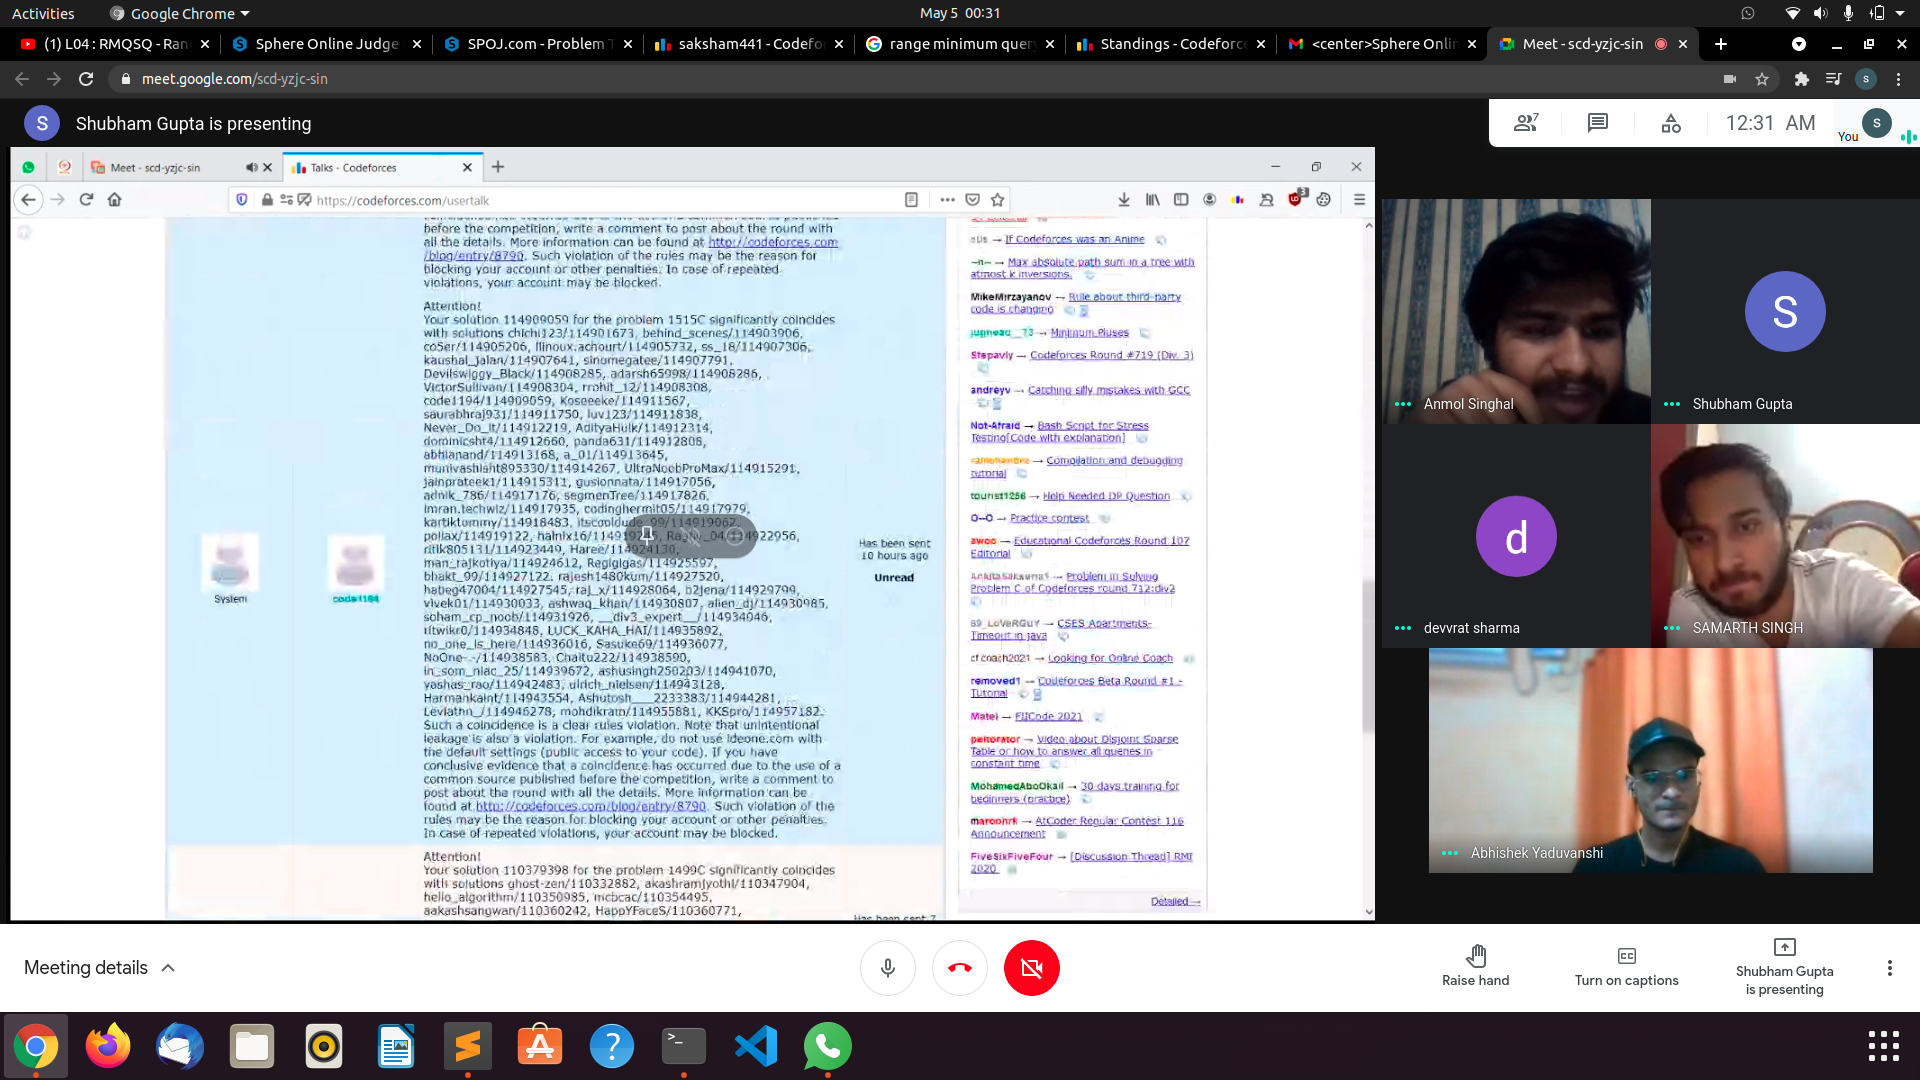 Activities
Google Chrome
May 5 00:31
(1) L04 : RMQSQ - Ran
Sphere Online Judge
SPOJ.com - Problem T
saksham441 - Codefo
range minimum quer
Standings - Codeforce
<center>Sphere Onlin
Meet - scd-yzjc-sin
meet.google.com/scd-yzjc-sin
S
Shubham Gupta is presenting
7
12:31 AM
You
S
Meet - scd-yzjc-sin
Talks - Codeforces
https://codeforces.com/usertalk
3
before the competition, write a comment to post about the round with
all the details. More information can be found at http://codeforces.com
/blog/entry/8790. Such violation of the rules may be the reason for
blocking your account or other penalties. In case of repeated
violations, your account may be blocked.
Attention!
Your solution 114909059 for the problem 1515C significantly coincides
with solutions chichi123/114901673, behind_scenes/114903906,
co5er/114905206, llinoux.achourt/114905732, ss_18/114907306,
kaushal_jalan/114907641, sinomegatee/114907791,
Devilswiggy_Black/114908285, adarsh65998/114908286,
VictorSullivan/114908304, rrohit_12/114908308,
code1194/114909059, Koseeeke/114911567,
saurabhraj931/114911750, luv123/114911838,
Never_Do_It/114912219, AdityaHulk/114912314,
dominicsht4/114912660, panda631/114912808,
abhianand/114913168, a_01/114913645,
munivashisht895330/114914267, UltraNoobProMax/114915291,
jainprateek1/114915311, gusionnata/114917056,
adnik_786/114917176, segmenTree/114917826,
imran.techwiz/114917935, codinghermit05/114917979,
kartiktommy/114918483, itscooldude_99/114919062,
pollax/114919122,
ritik805131/114923449,
man_rajkotiya/114924612, Regigigas/114925597,
bhakt_99/114927122, rajesh1480kum/114927520,
habeg47004/114927545, raj_x/114928064, b2jena/114929799,
vivek01/114930033, ashwaq_khan/114930807, alien_dj/114930985,
soham_cp_noob/114931926, __div3_expert__/114934046,
ritwikr0/114934848, LUCK_KAHA_HAI/114935892,
no_one_is_here/114936016, Sasuke69/114936077,
NoOne--/114938583, Chaitu222/114938590,
in_som_niac_25/114939672, ashusingh250203/114941070,
yashas_rao/114942483, ulrich_nielsen/114943128,
Harmankaint/114943554, Ashutosh___2233383/114944281,
Leviathn_/114946278, mohdikram/114955881, KKSpro/114957182.
Such a coincidence is a clear rules violation. Note that unintentional
leakage is also a violation. For example, do not use ideone.com with
the default settings (public access to your code). If you have
conclusive evidence that a coincidence has occurred due to the use of a
common source published before the competition, write a comment to
post about the round with all the details. More information can be
found at http://codeforces.com/blog/entry/8790. Such violation of the
rules may be the reason for blocking your account or other penalties.
In case of repeated violations, your account may be blocked.
System
code1194
Has been sent
10 hours ago
Unread
Attention!
Your solution 110379398 for the problem 1499C significantly coincides
with solutions ghost-zen/110332882, akashramjyothi/110347904,
hello_algorithm/110350985, mcbcac/110354495,
aakashsangwan/110360242, HappYFaceS/110360771,
Has been sent 7
If Codeforces was an Anime
~n~ → Max absolute path sum in a tree with
atmost k inversions.
MikeMirzayanov → Rule about third-party
code is changing
Minimum Pluses
Stepavly → Codeforces Round #719 (Div. 3)
andreyv → Catching silly mistakes with GCC
Not-Afraid → Bash Script for Stress
Testing[Code with explanation]
Compilation and debugging
tutorial
tourist1256 → Help Needed DP Question
O--O → Practice contest
awoo → Educational Codeforces Round 107
Editorial
Problem in Solving
Problem C of Codeforces round 712:div2
CSES Apartments-
Timeout in java
cf coach2021 → Looking for Online Coach
removed1 → Codeforces Beta Round #1 -
Tutorial
Matei → FIICode 2021
peltorator → Video about Disjoint Sparse
Table or how to answer all queries in
constant time
MohamedAboOkail → 30 days training for
beginners (practice)
maroonrk → AtCoder Regular Contest 116
Announcement
FiveSixFiveFour → [Discussion Thread] RMI
2020
Detailed →
Anmol Singhal
S
Shubham Gupta
d
devvrat sharma
SAMARTH SINGH
Abhishek Yaduvanshi
Meeting details
Raise hand
Turn on captions
Shubham Gupta
is presenting